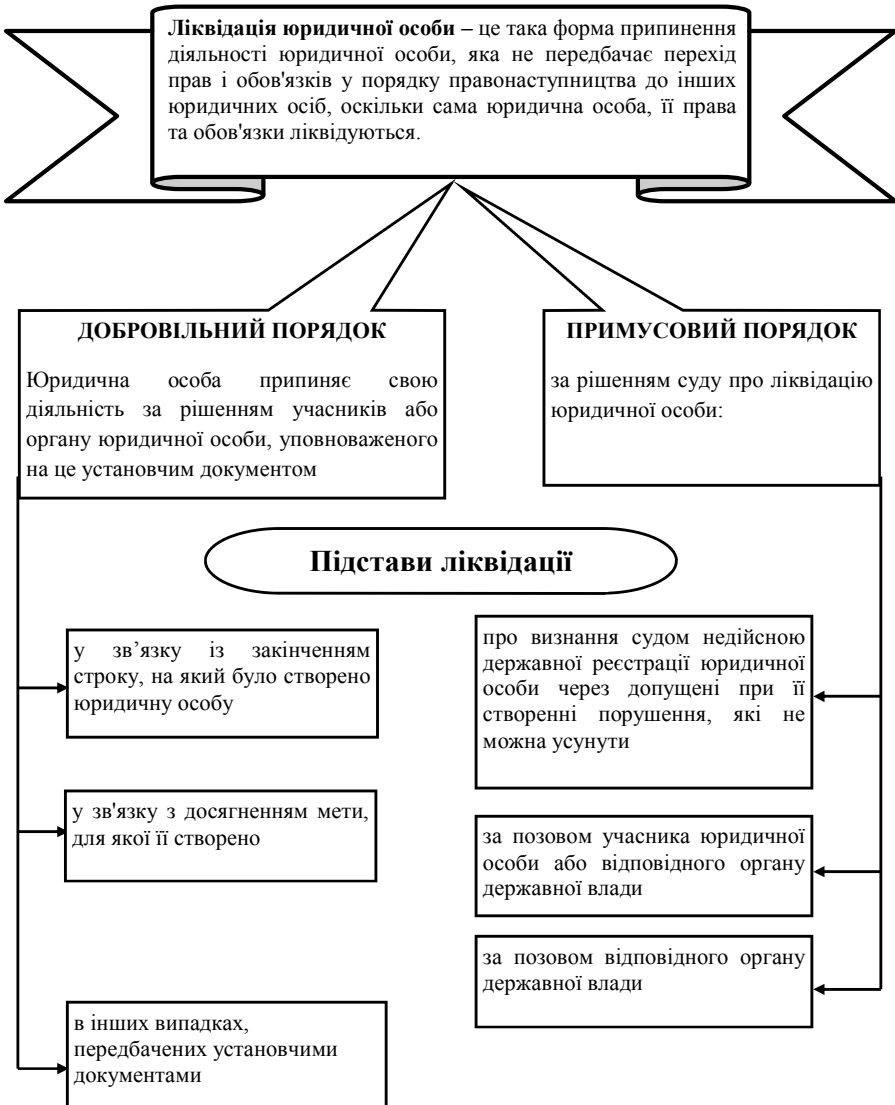 Ліквідація юридичної особи – це така форма припинення
діяльності юридичної особи, яка не передбачає перехід
прав і обов'язків у порядку правонаступництва до інших
юридичних осіб, оскільки сама юридична особа, її права
та обов'язки ліквідуються.
ДОБРОВІЛЬНИЙ ПОРЯДОК
Юридична особа припиняє свою
діяльність за рішенням учасників або
органу юридичної особи, уповноваженого
на це установчим документом
ПРИМУСОВИЙ ПОРЯДОК
за рішенням суду про ліквідацію
юридичної особи:
Підстави ліквідації
у зв’язку із закінченням
строку, на який було створено
юридичну особу
у зв'язку з досягненням мети,
для якої її створено
в інших випадках,
передбачених установчими
документами
про визнання судом недійсною
державної реєстрації юридичної
особи через допущені при її
створенні порушення, які не
можна усунути
за позовом учасника юридичної
особи або відповідного органу
державної влади
за позовом відповідного органу
державної влади